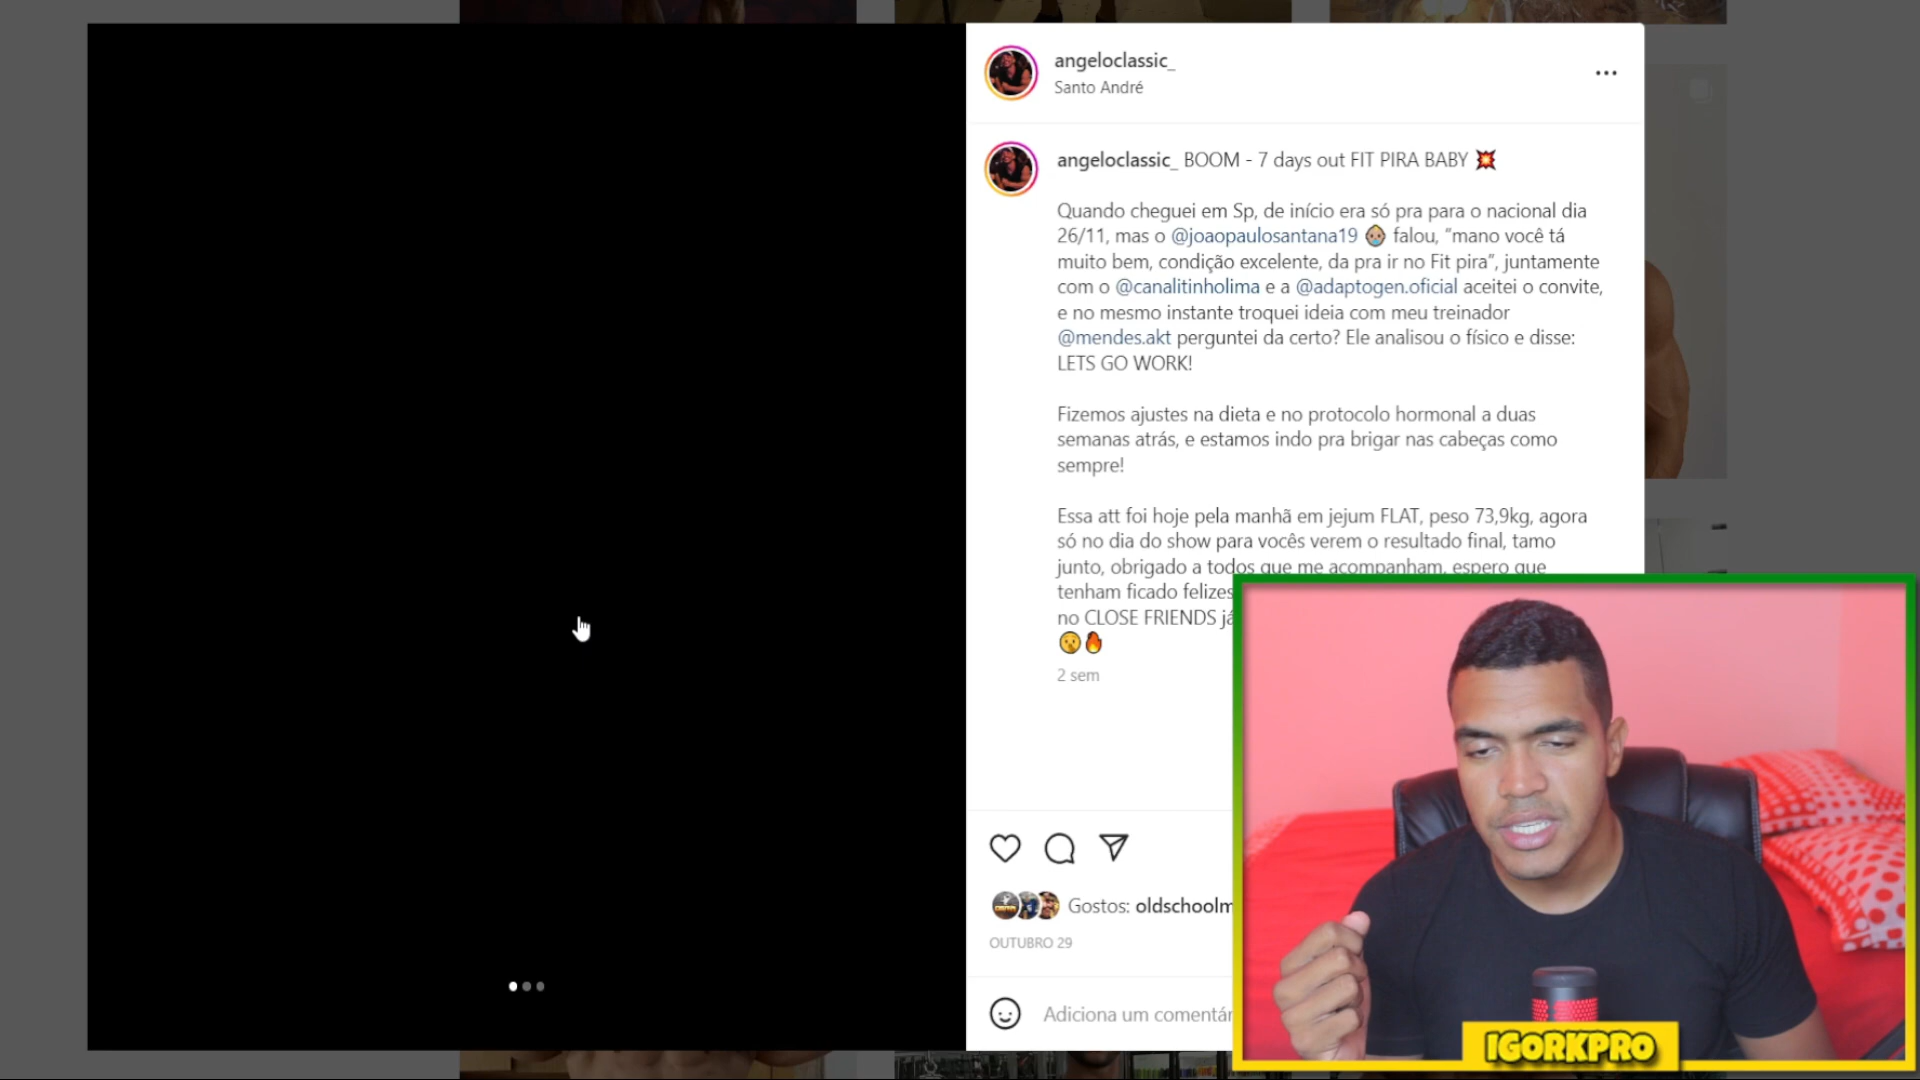 angeloclassic_
Santo André
angeloclassic_ BOOM - 7 days out FIT PIRA BABY 💥
Quando cheguei em Sp, de início era só pra para o nacional dia
26/11, mas o @joaopaulosantana19 👶🏼 falou, “mano você tá
muito bem, condição excelente, da pra ir no Fit pira”, juntamente
com o @canalitinholima e a @adaptogen.oficial aceitei o convite,
e no mesmo instante troquei ideia com meu treinador
@mendes.akt perguntei da certo? Ele analisou o físico e disse:
LETS GO WORK!
Fizemos ajustes na dieta e no protocolo hormonal a duas
semanas atrás, e estamos indo pra brigar nas cabeças como
sempre!
Essa att foi hoje pela manhã em jejum FLAT, peso 73,9kg, agora
só no dia do show para vocês verem o resultado final, tamo
junto, obrigado a todos que me acompanham, espero que
tenham ficado felizes
no CLOSE FRIENDS já
🤫🔥
2 sem
Gostos: oldschoolm
OUTUBRO 29
Adiciona um comentár
IGORKPRO